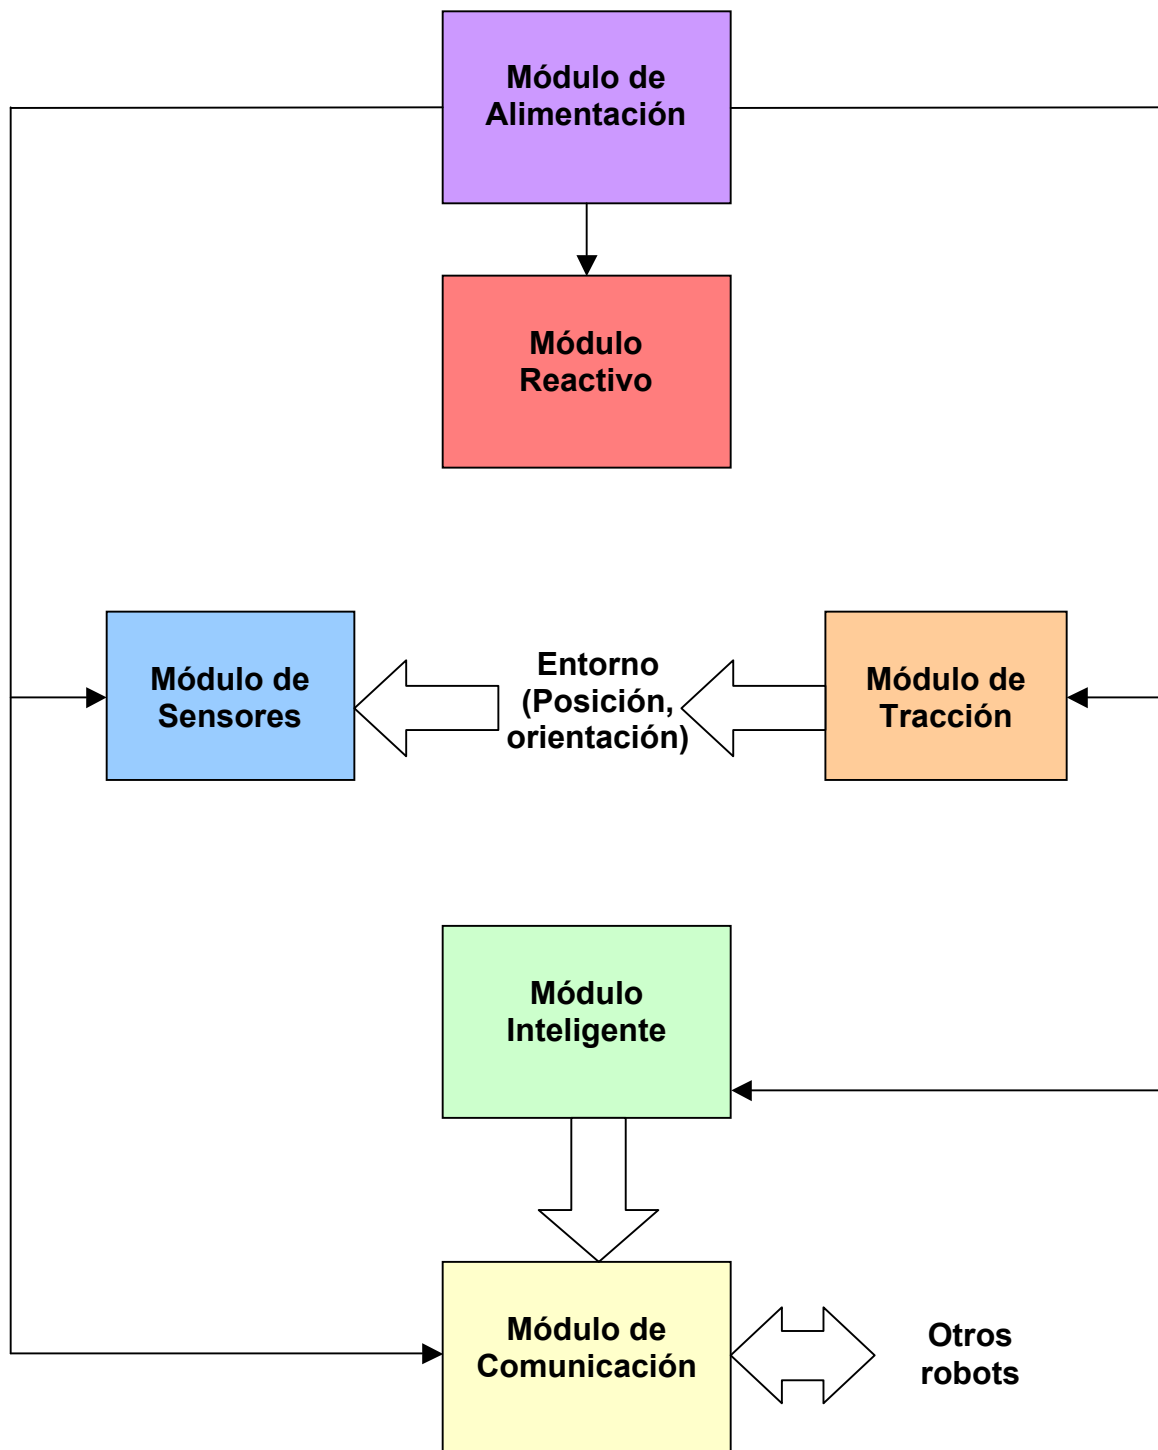 Módulo de
Alimentación
Módulo
Reactivo
Módulo de
Sensores
Entorno
(Posición,
orientación)
Módulo de
Tracción
Módulo
Inteligente
Módulo de
Comunicación
Otros
robots